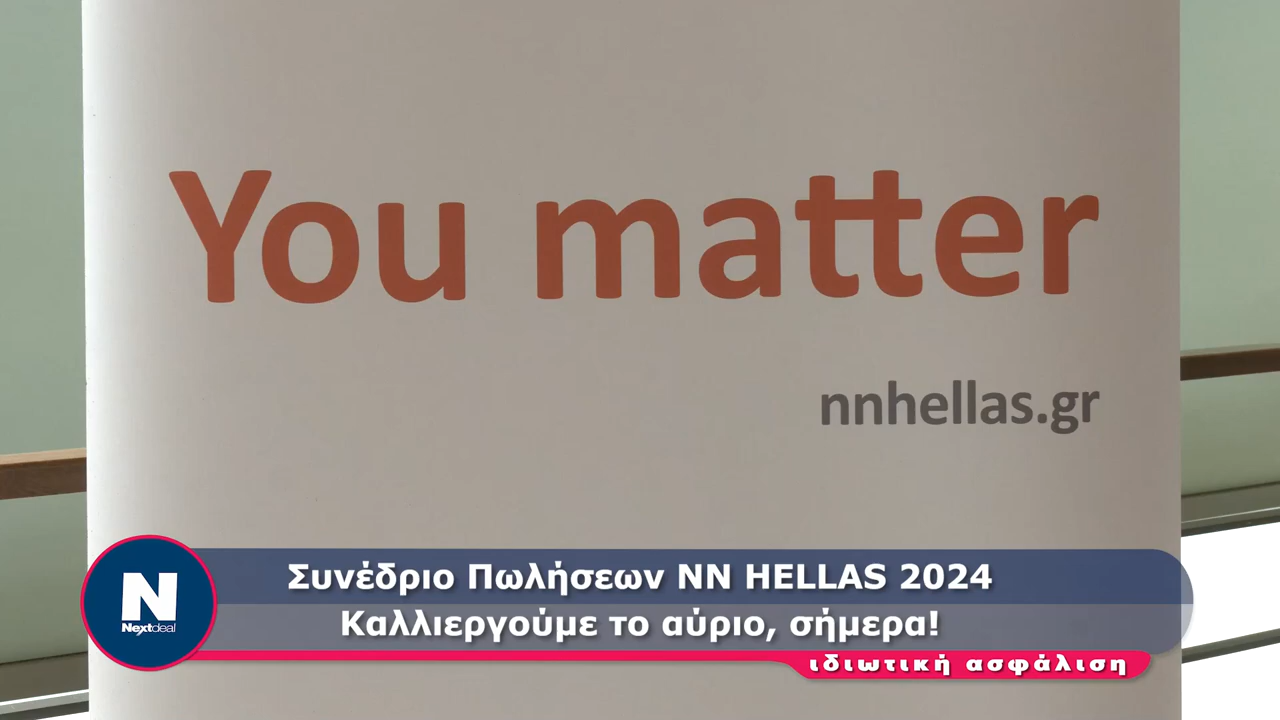 You matter
nnhellas.gr
Συνέδριο Πωλήσεων NN HELLAS 2024
Καλλιεργούμε το αύριο, σήμερα!
N
Nextdeal
ιδιωτική ασφάλιση